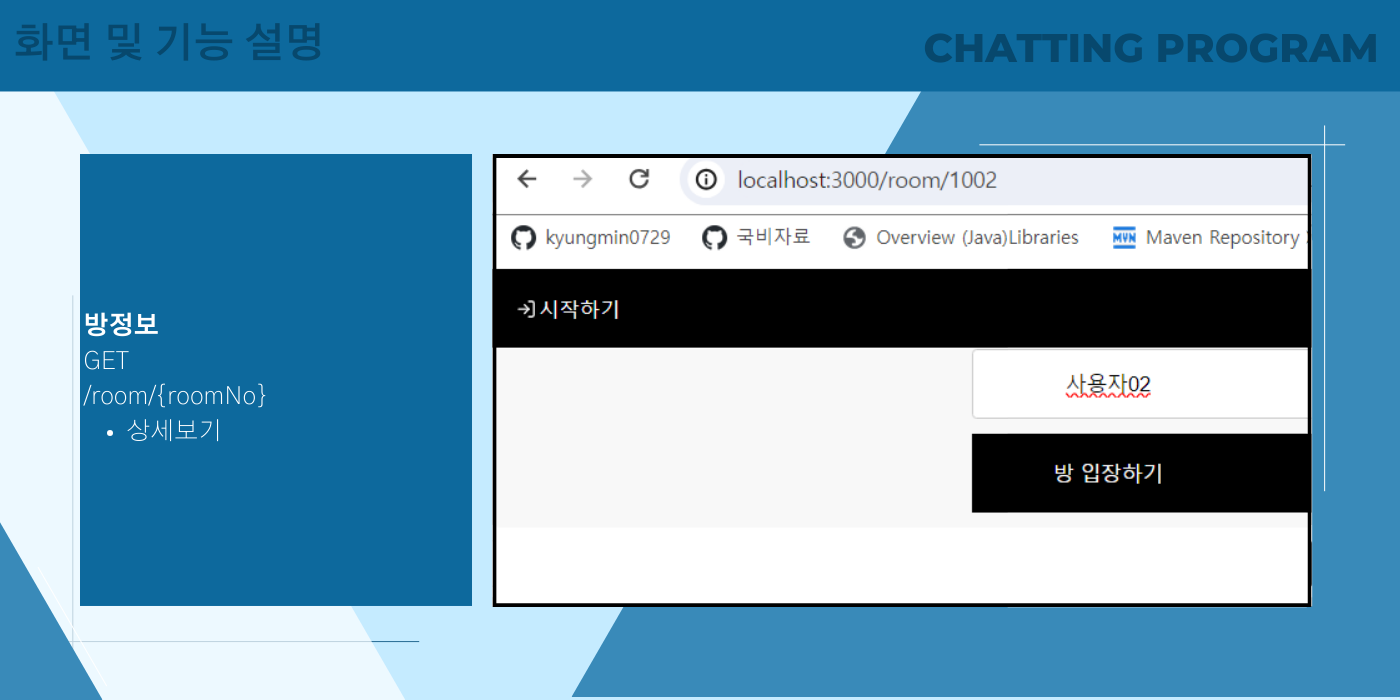 화면 및 기능 설명
CHATTING PROGRAM
방정보
GET
/room/{roomNo}
상세보기
localhost:3000/room/1002
kyungmin0729 국비자료 Overview (Java)Libraries MVN Maven Repository
시작하기
사용자02
방 입장하기